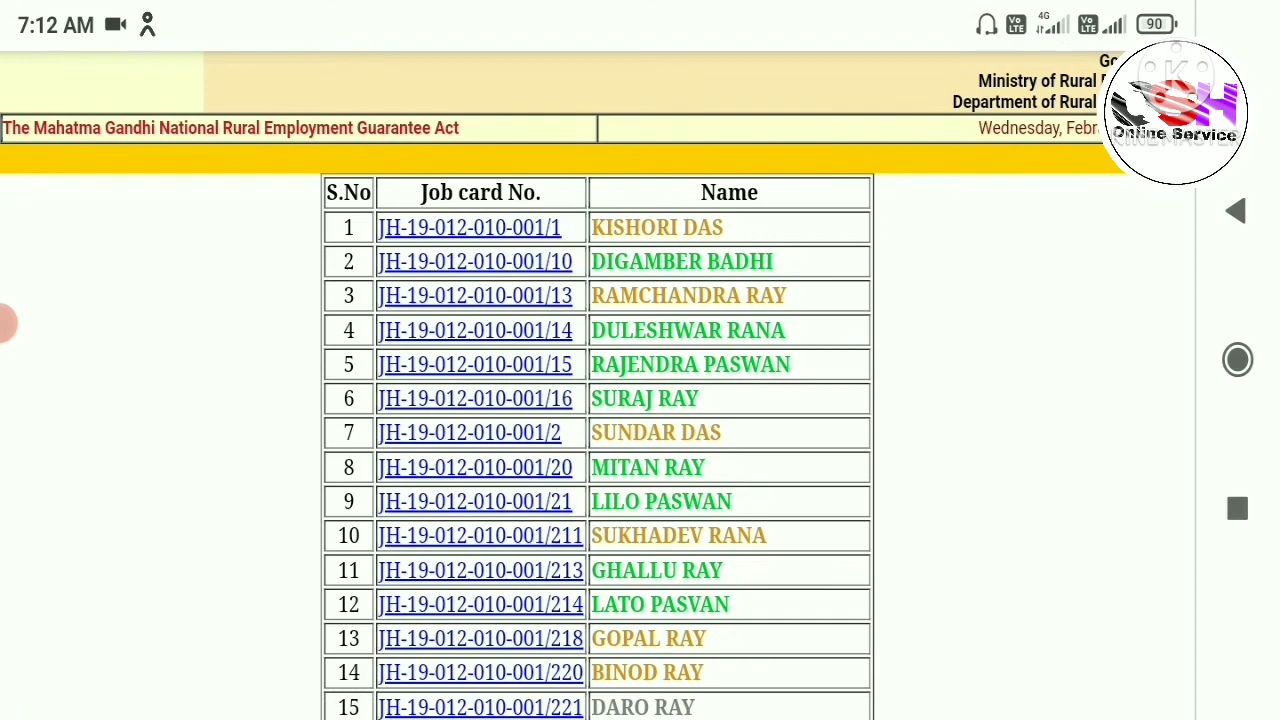 7:12 AM
Vo LTE 4G Vo LTE 90
Ministry of Rural
Department of Rural
The Mahatma Gandhi National Rural Employment Guarantee Act
Wednesday,
K
Online Service
KINEMASTER
S.No Job card No. Name
1 JH-19-012-010-001/1 KISHORI DAS
2 JH-19-012-010-001/10 DIGAMBER BADHI
3 JH-19-012-010-001/13 RAMCHANDRA RAY
4 JH-19-012-010-001/14 DULESHWAR RANA
5 JH-19-012-010-001/15 RAJENDRA PASWAN
6 JH-19-012-010-001/16 SURAJ RAY
7 JH-19-012-010-001/2 SUNDAR DAS
8 JH-19-012-010-001/20 MITAN RAY
9 JH-19-012-010-001/21 LILO PASWAN
10 JH-19-012-010-001/211 SUKHADEV RANA
11 JH-19-012-010-001/213 GHALLU RAY
12 JH-19-012-010-001/214 LATO PASVAN
13 JH-19-012-010-001/218 GOPAL RAY
14 JH-19-012-010-001/220 BINOD RAY
15 JH-19-012-010-001/221 DARO RAY